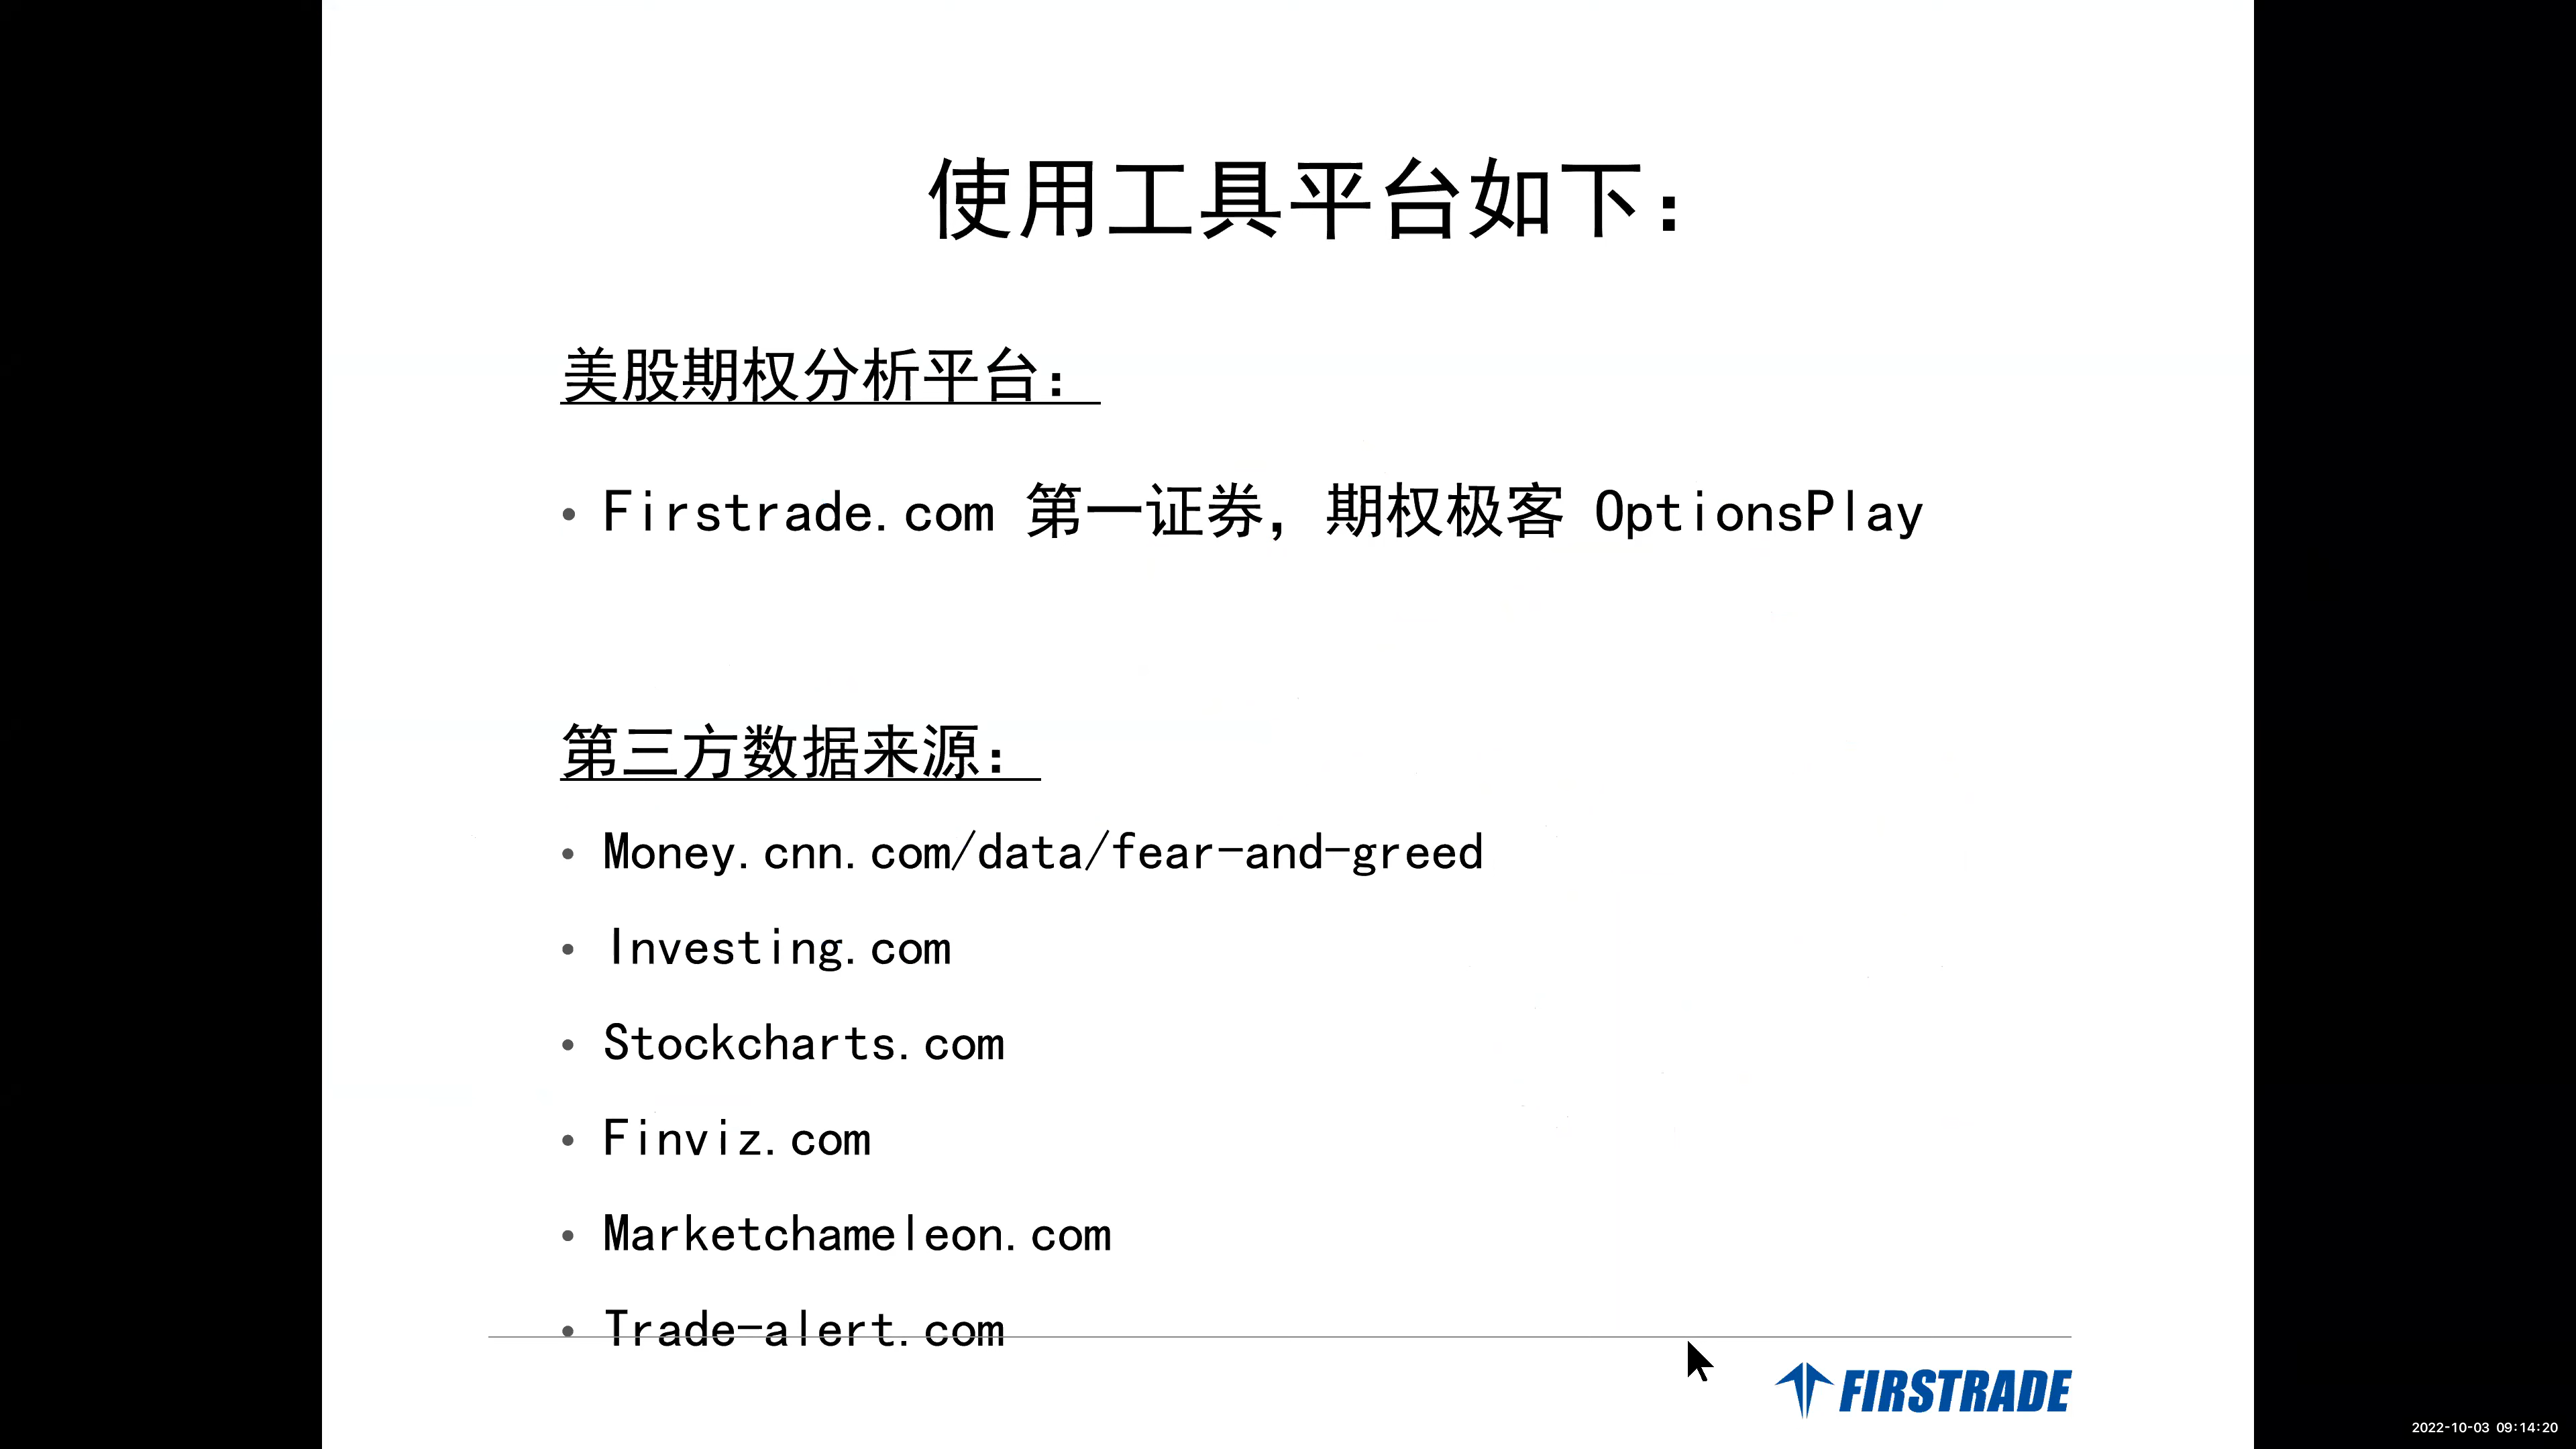 使用工具平台如下：
美股期权分析平台：
• Firstrade.com 第一证券，期权极客 OptionsPlay
第三方数据来源：
• Money.cnn.com/data/fear-and-greed
• Investing.com
• Stockcharts.com
• Finviz.com
• Marketchameleon.com
• Trade-alert.com
FIRSTRADE
2022-10-03 09:14:20